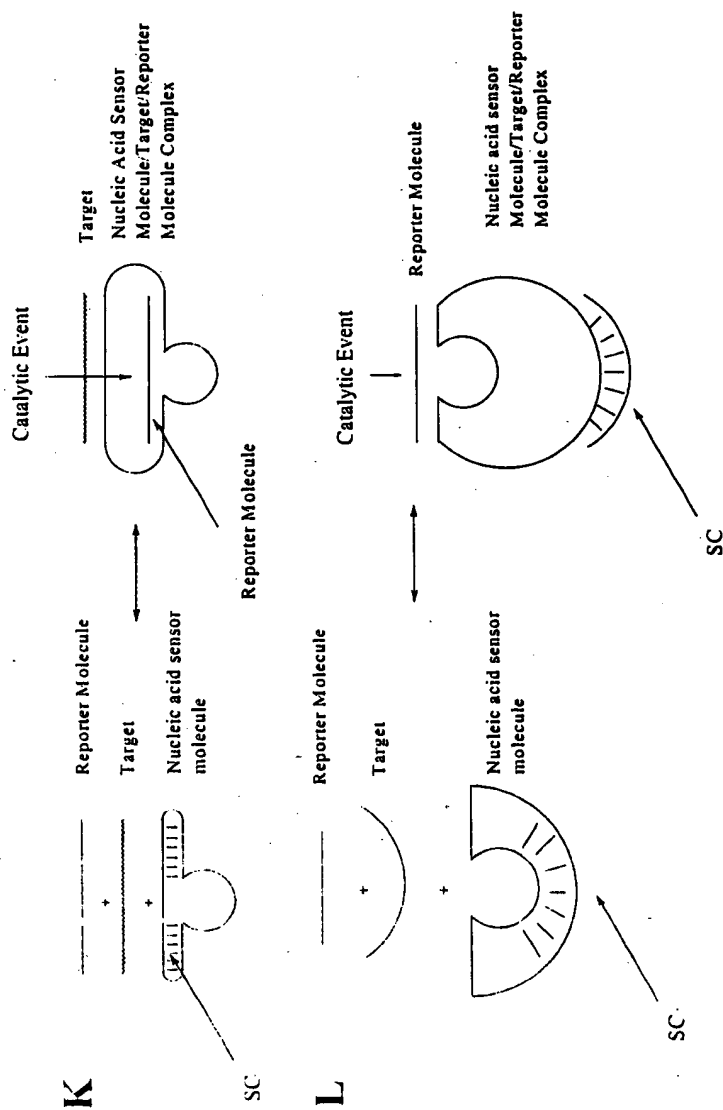 K
Reporter Molecule
+
Target
+
Nucleic acid sensor
molecule
SC
Catalytic Event
Target
Nucleic Acid Sensor
Molecule/Target/Reporter
Molecule Complex
Reporter Molecule
L
Reporter Molecule
+
Target
+
Nucleic acid sensor
molecule
SC
Catalytic Event
Reporter Molecule
Nucleic acid sensor
Molecule/Target/Reporter
Molecule Complex
SC